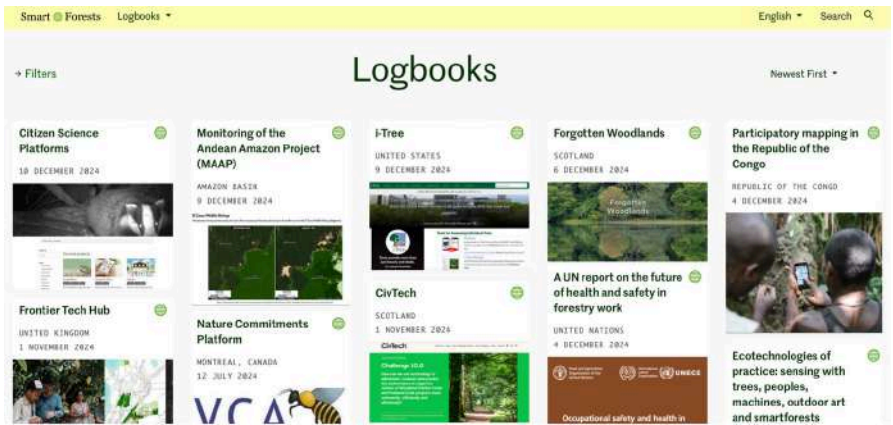 Smart Forests Logbooks
English Search
→ Filters
Logbooks
Newest First
Citizen Science
Platforms
10 DECEMBER 2024
Frontier Tech Hub
UNITED KINGDOM
1 NOVEMBER 2024
Monitoring of the
Andean Amazon Project
(MAAP)
AMAZON BASIN
9 DECEMBER 2024
Nature Commitments
Platform
MONTREAL, CANADA
12 JULY 2024
VCA
i-Tree
UNITED STATES
9 DECEMBER 2024
CivTech
SCOTLAND
1 NOVEMBER 2024
CivTech
Challenge 10.0
Forgotten Woodlands
SCOTLAND
6 DECEMBER 2024
Forgotten
Woodlands
A UN report on the future
of health and safety in
forestry work
UNITED NATIONS
4 DECEMBER 2024
UNECE
Occupational safety and health in
Participatory mapping in
the Republic of the
Congo
REPUBLIC OF THE CONGO
4 DECEMBER 2024
Ecotechnologies of
practice: sensing with
trees, peoples,
machines, outdoor art
and smartforests